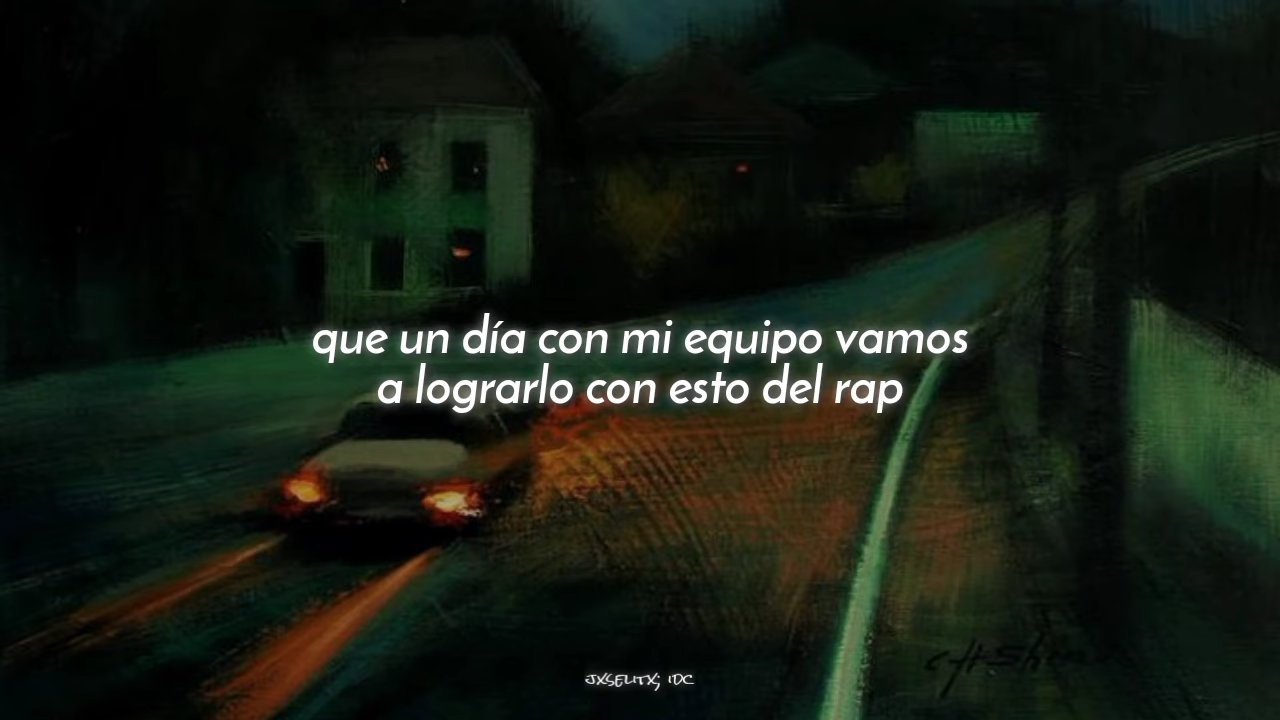 que un día con mi equipo vamos
a lograrlo con esto del rap
JXSELITX; IDC